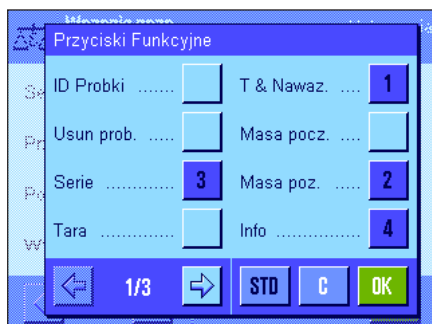 Przyciski Funkcyjne
ID Probki ....... T & Nawaz. .... 1
Usun prob. ..... Masa pocz. ....
Serie ............ 3 Masa poz. ..... 2
Tara ............. Info ............... 4
1/3 STD C OK